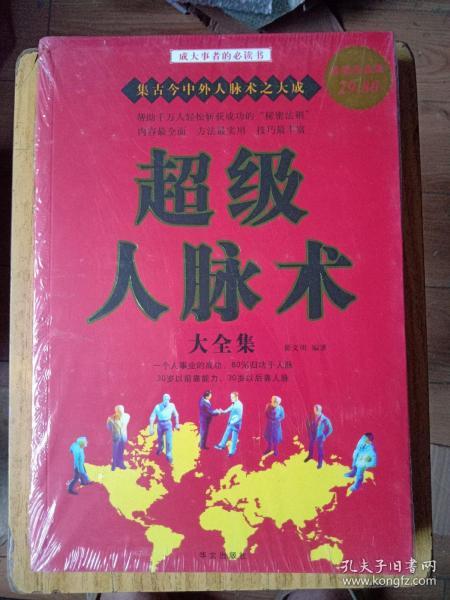 成大事者的必读书
集古今中外人脉术之大成
29.80
帮助千万人轻松斩获成功的“秘密法则”
内容最全面 方法最实用 技巧最丰富
超级
人脉术
大全集
文明 编著
一个人事业的成功，80%归功于人脉
30岁以前靠能力，30岁以后靠人脉
华文出版社
孔夫子旧书网
www.kongfz.com